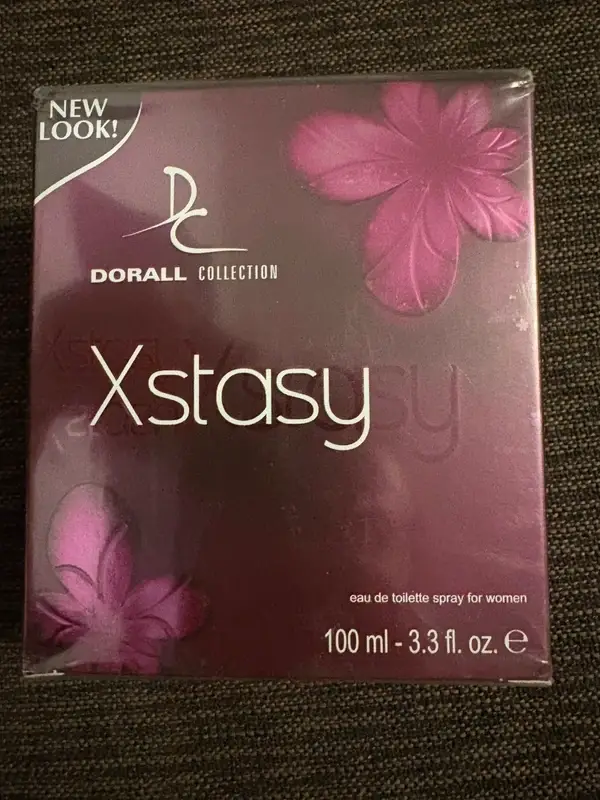 NEW
LOOK!
DC
DORALL COLLECTION
Xstasy
eau de toilette spray for women
100 ml - 3.3 fl. oz. ℮